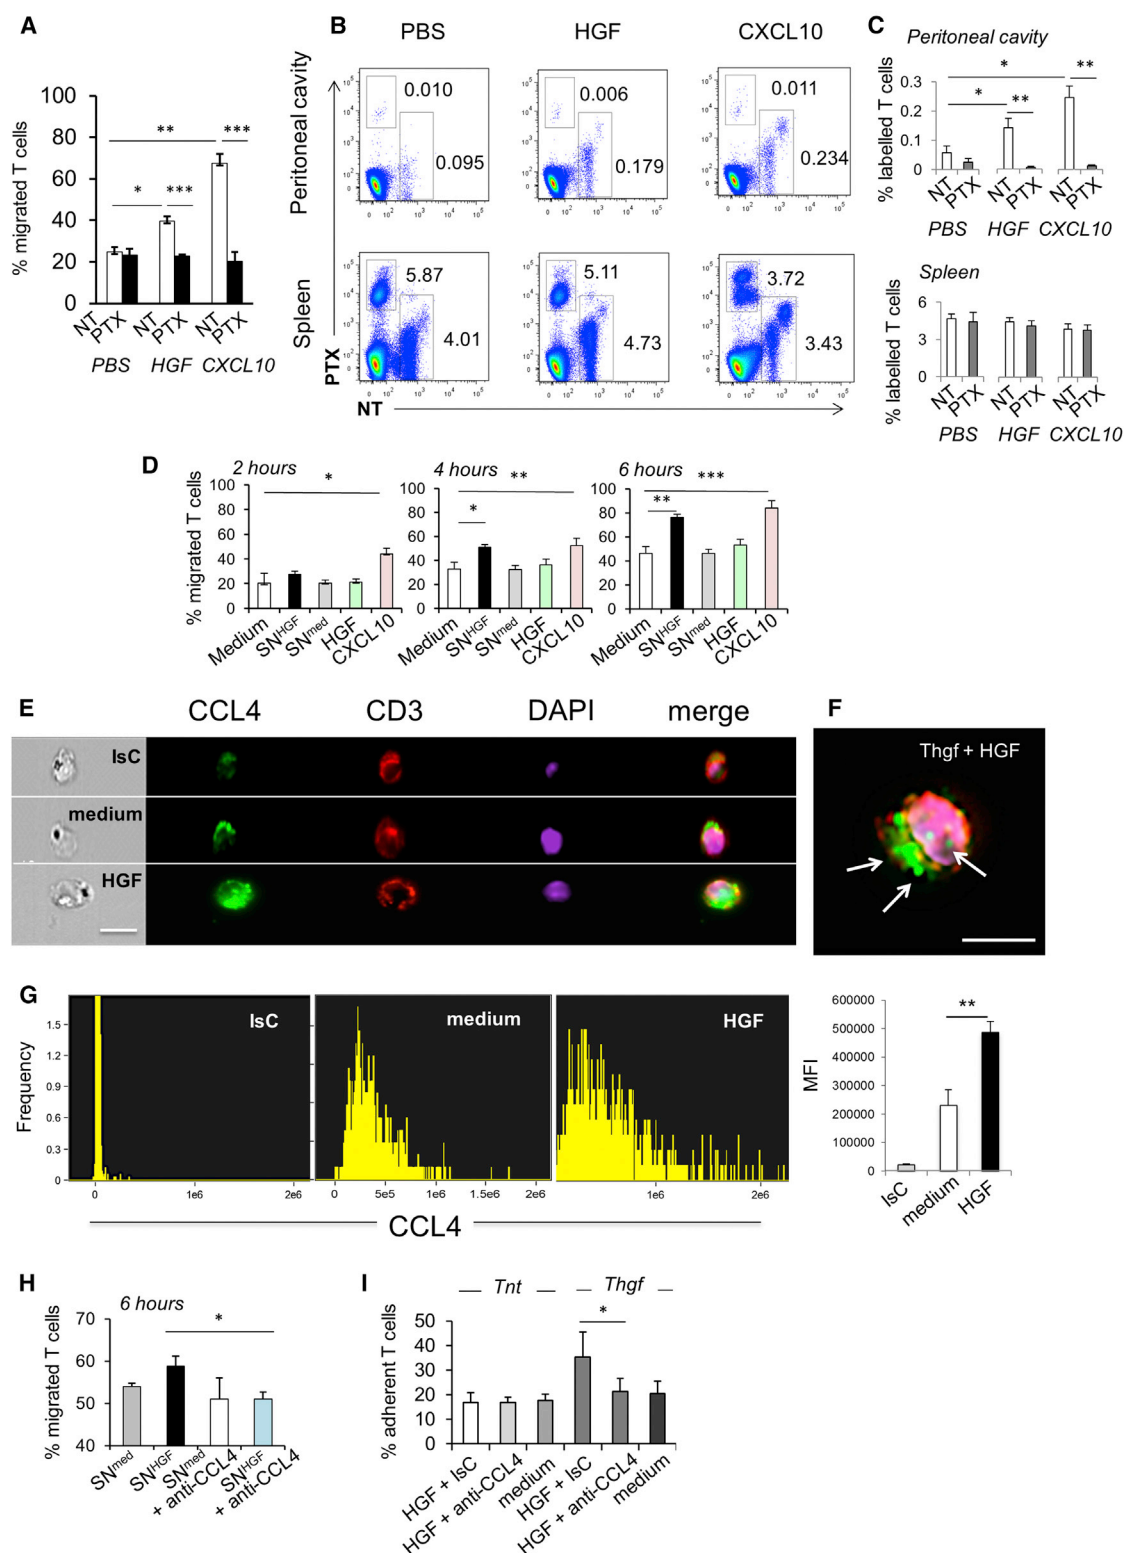 A
% migrated T cells
100
80
60
40
20
0
**
***
*
***
NT
PTX
NT
PTX
NT
PTX
PBS
HGF
CXCL10
B
PBS
HGF
CXCL10
Peritoneal cavity
0.010
0.095
0.006
0.179
0.011
0.234
Spleen
5.87
4.01
5.11
4.73
3.72
3.43
PTX
NT
C
Peritoneal cavity
% labelled T cells
0.3
0.2
0.1
0
*
**
*
**
NT
PTX
NT
PTX
NT
PTX
PBS
HGF
CXCL10
Spleen
% labelled T cells
6
3
0
NT
PTX
NT
PTX
NT
PTX
PBS
HGF
CXCL10
D
% migrated T cells
2 hours
100
80
60
40
20
0
*
Medium
SNHGF
SNmed
HGF
CXCL10
4 hours
100
80
60
40
20
0
**
*
Medium
SNHGF
SNmed
HGF
CXCL10
6 hours
100
80
60
40
20
0
***
**
Medium
SNHGF
SNmed
HGF
CXCL10
E
CCL4
CD3
DAPI
merge
IsC
medium
HGF
F
Thgf + HGF
G
Frequency
1.5
1.2
0.9
0.6
0.3
0
IsC
0
1e6
2e6
medium
0
5e5
1e6
1.5e6
2e6
HGF
1e6
2e6
CCL4
MFI
600000
500000
400000
300000
200000
100000
0
**
IsC
medium
HGF
H
6 hours
% migrated T cells
70
60
50
40
*
SNmed
SNHGF
SNmed
+ anti-CCL4
SNHGF
+ anti-CCL4
I
Tnt
Thgf
% adherent T cells
50
40
30
20
10
0
*
HGF + IsC
HGF + anti-CCL4
medium
HGF + IsC
HGF + anti-CCL4
medium